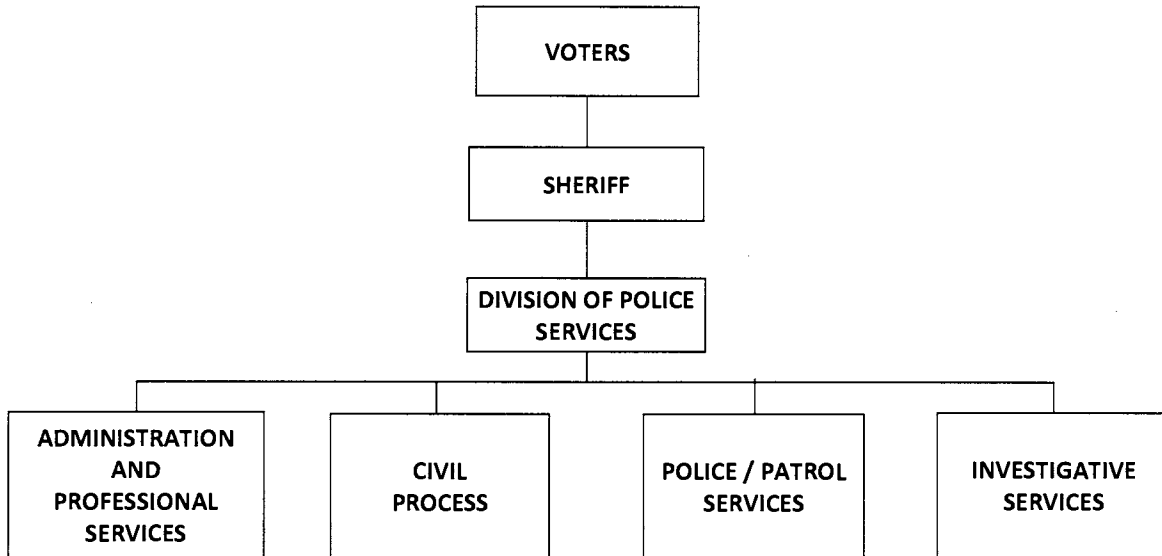 VOTERS
SHERIFF
DIVISION OF POLICE
SERVICES
ADMINISTRATION
AND
PROFESSIONAL
SERVICES
CIVIL
PROCESS
POLICE / PATROL
SERVICES
INVESTIGATIVE
SERVICES